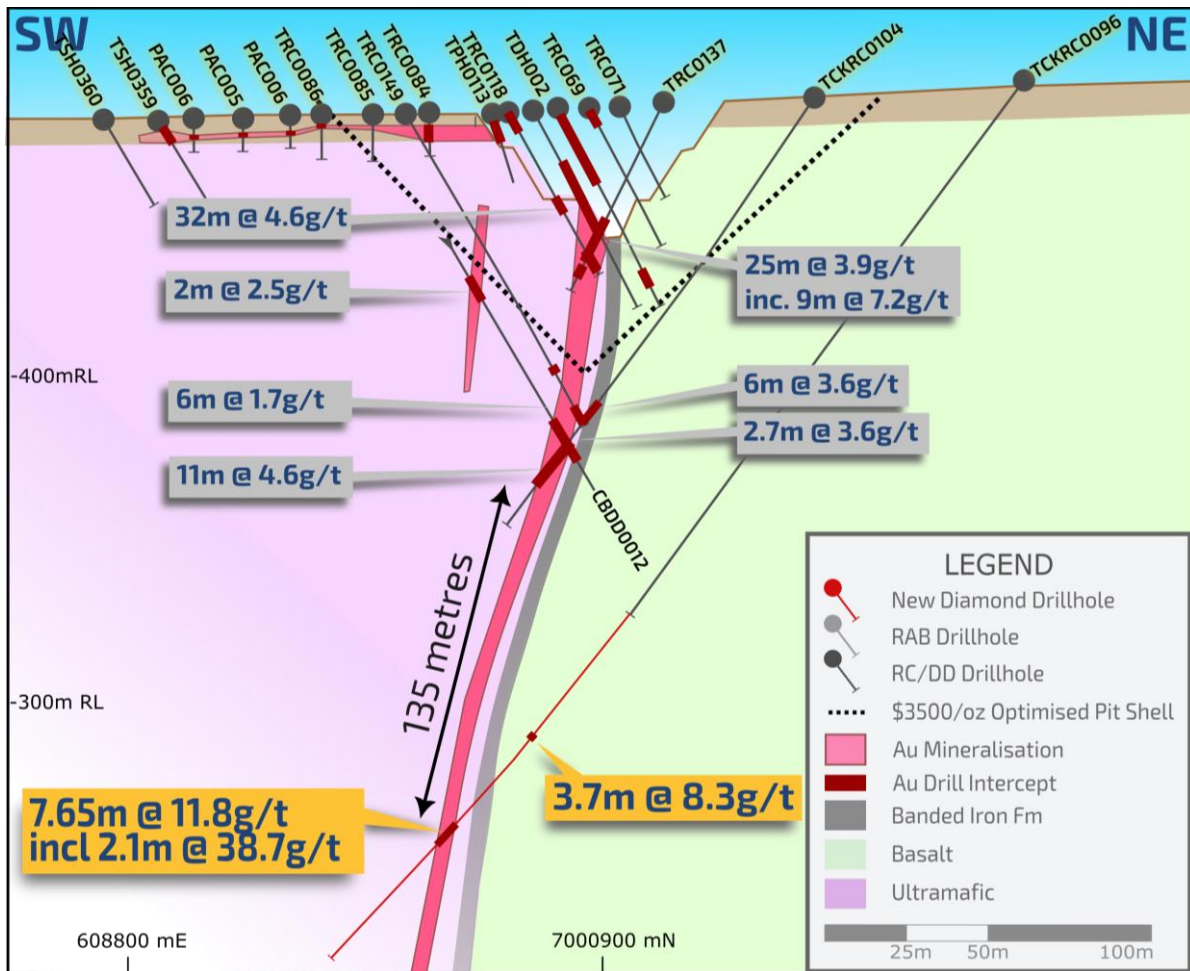 SW
NE
TSH0360
TSH0359
PAC006
PAC005
PAC006
TRC0086
TRC0085
TRC0149
TRC0084
TPH0113
TRC0118
TDH002
TRC069
TRC071
TRC0137
TCKRC0104
TCKRC0096
32m @ 4.6g/t
2m @ 2.5g/t
25m @ 3.9g/t
inc. 9m @ 7.2g/t
-400mRL
6m @ 1.7g/t
6m @ 3.6g/t
2.7m @ 3.6g/t
11m @ 4.6g/t
CBDD0012
135 metres
-300m RL
7.65m @ 11.8g/t
incl 2.1m @ 38.7g/t
3.7m @ 8.3g/t
608800 mE
7000900 mN
LEGEND
New Diamond Drillhole
RAB Drillhole
RC/DD Drillhole
$3500/oz Optimised Pit Shell
Au Mineralisation
Au Drill Intercept
Banded Iron Fm
Basalt
Ultramafic
25m 50m 100m